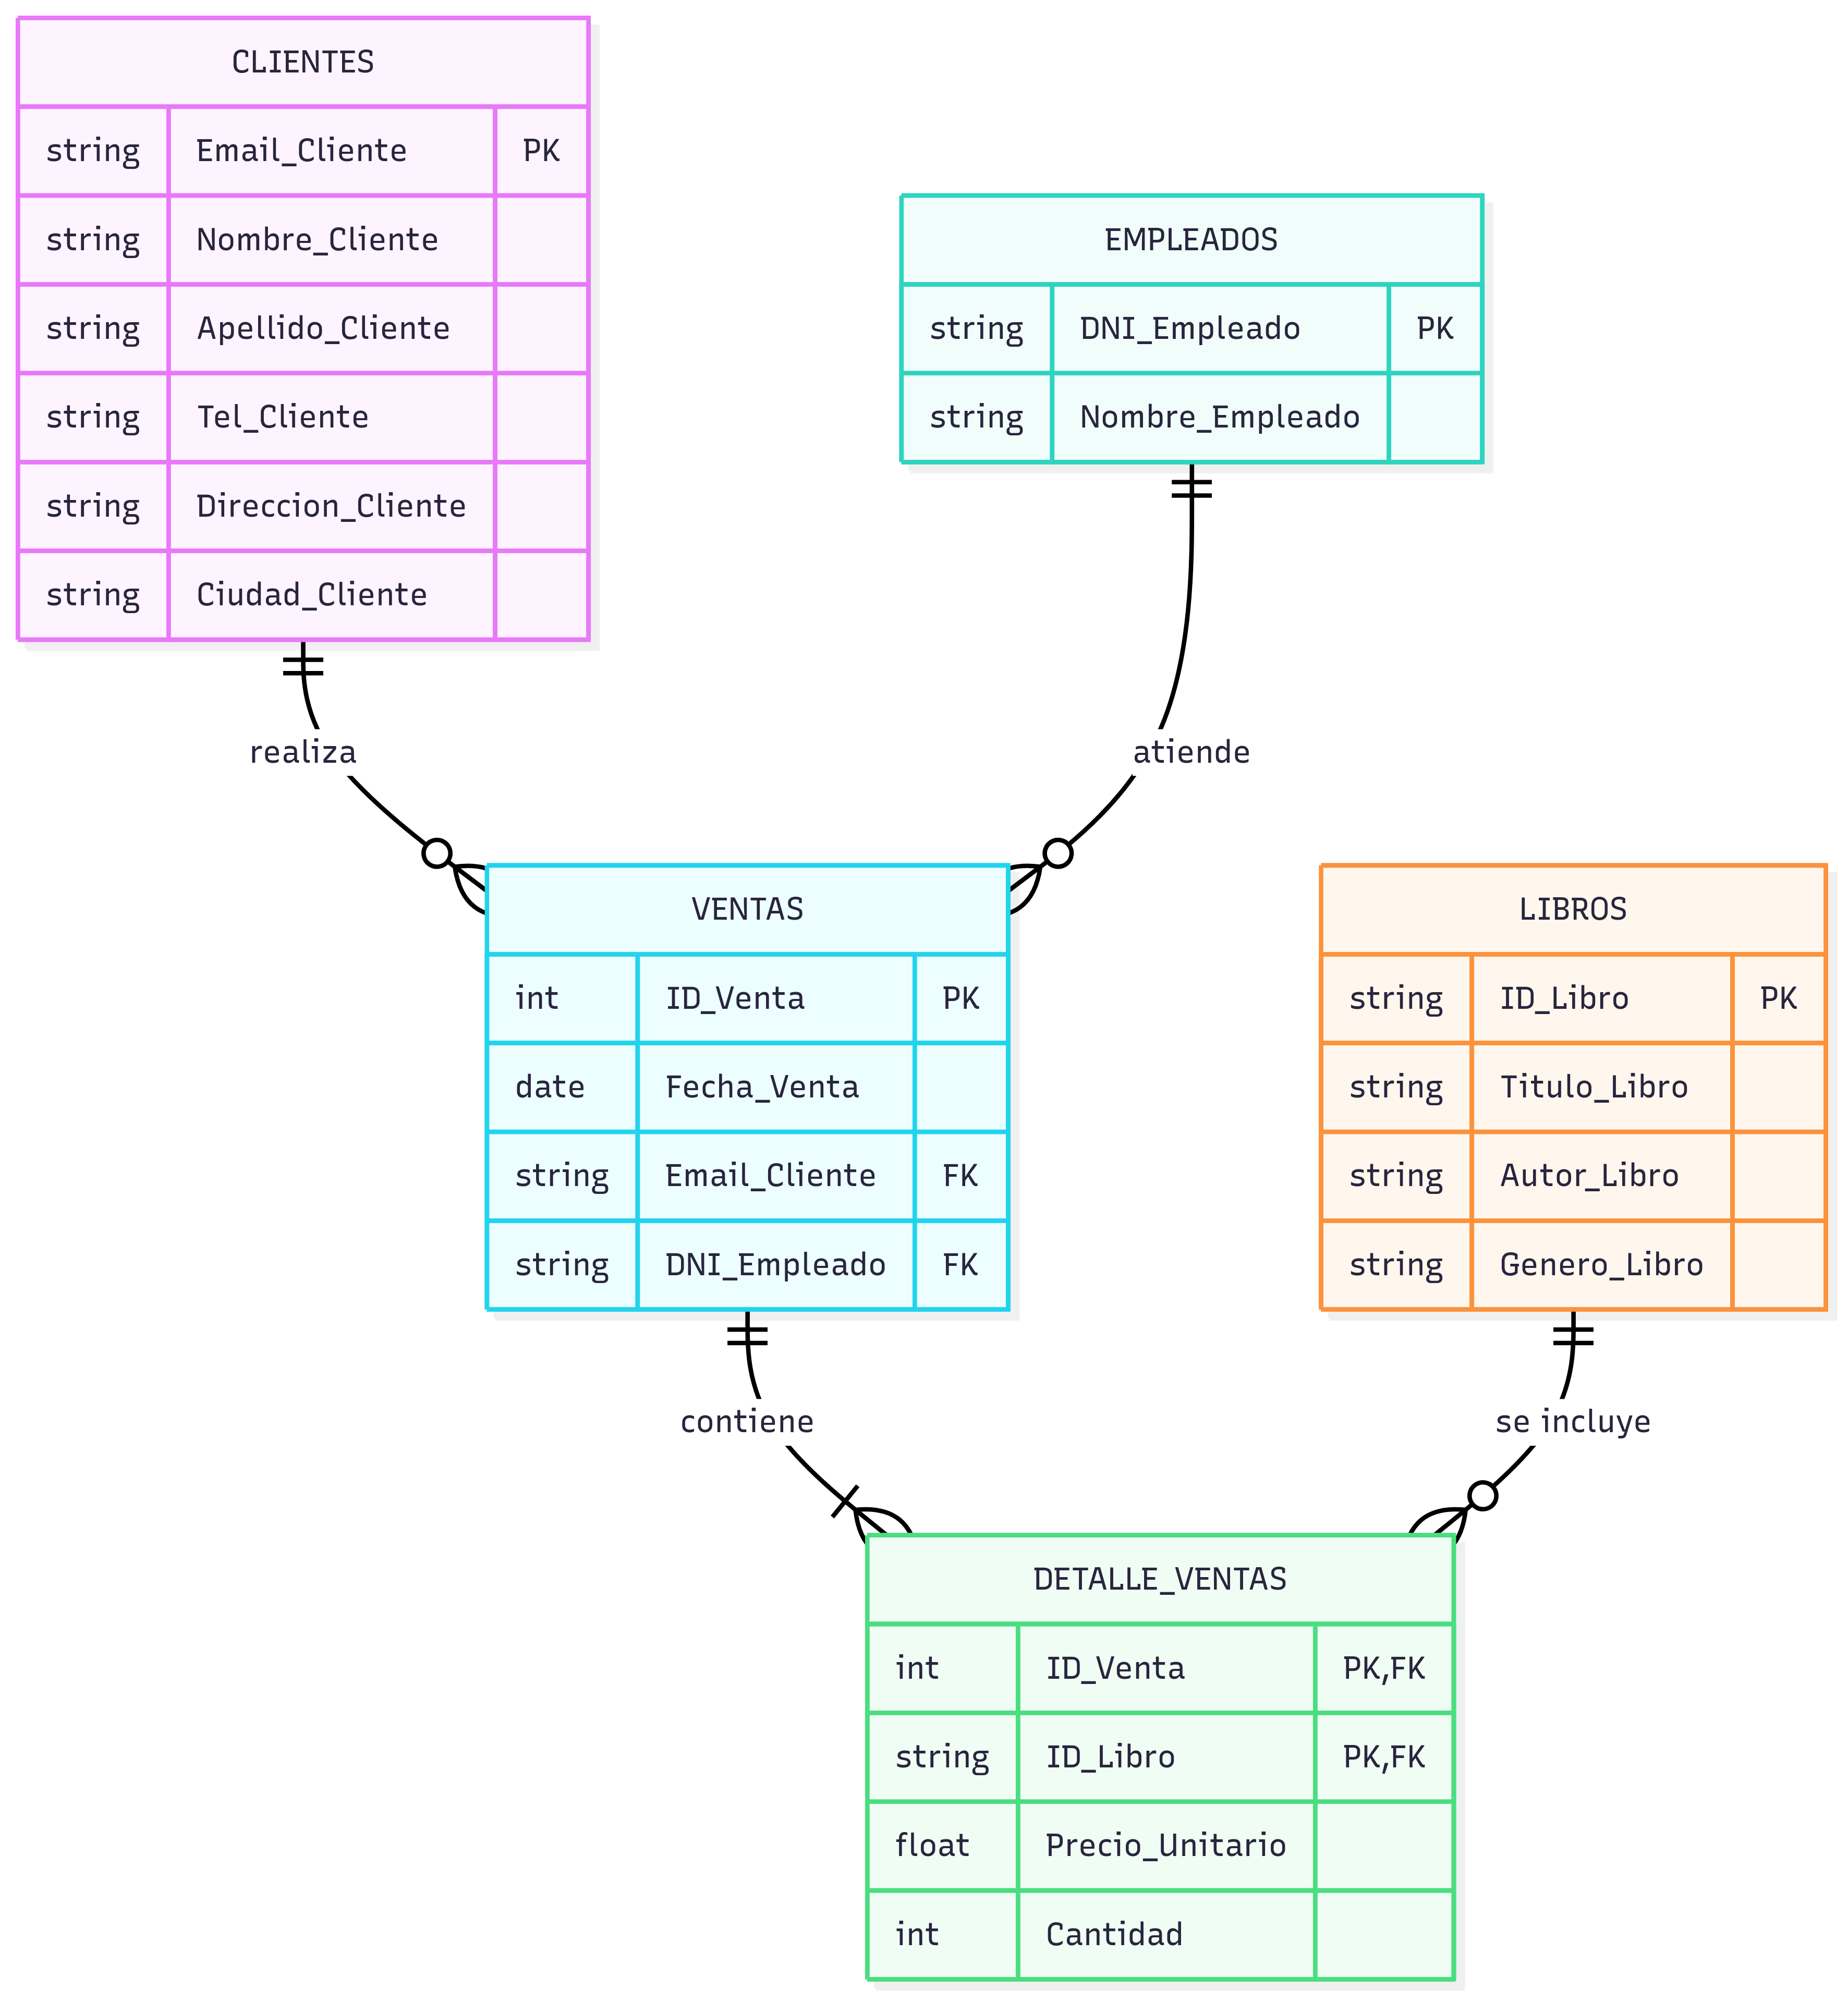 CLIENTES
string Email_Cliente PK
string Nombre_Cliente
string Apellido_Cliente
string Tel_Cliente
string Direccion_Cliente
string Ciudad_Cliente
EMPLEADOS
string DNI_Empleado PK
string Nombre_Empleado
realiza
atiende
VENTAS
int ID_Venta PK
date Fecha_Venta
string Email_Cliente FK
string DNI_Empleado FK
LIBROS
string ID_Libro PK
string Titulo_Libro
string Autor_Libro
string Genero_Libro
contiene
se incluye
DETALLE_VENTAS
int ID_Venta PK,FK
string ID_Libro PK,FK
float Precio_Unitario
int Cantidad